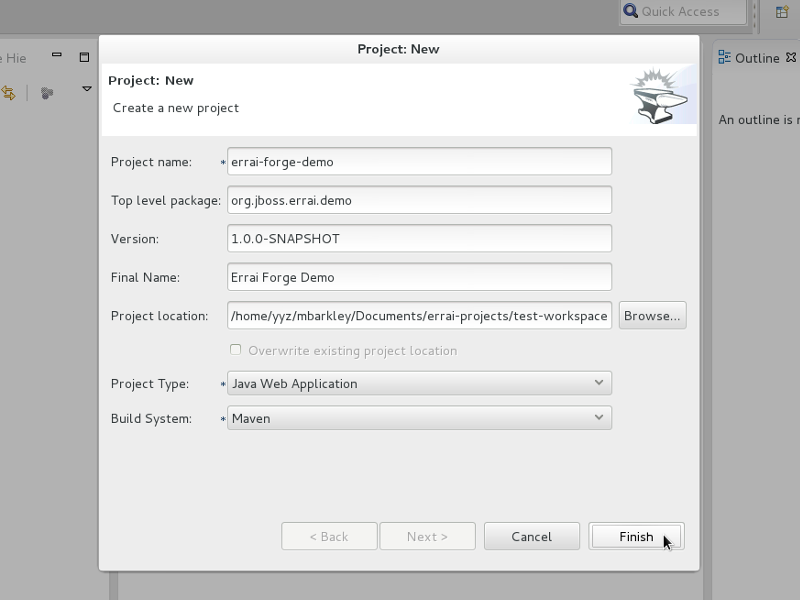 Quick Access
Project: New
e Hie
Outline
Project: New
Create a new project
An outline is
Project name: * errai-forge-demo
Top level package: org.jboss.errai.demo
Version: 1.0.0-SNAPSHOT
Final Name: Errai Forge Demo
Project location: /home/yyz/mbarkley/Documents/errai-projects/test-workspace Browse...
Overwrite existing project location
Project Type: * Java Web Application
Build System: * Maven
< Back Next > Cancel Finish